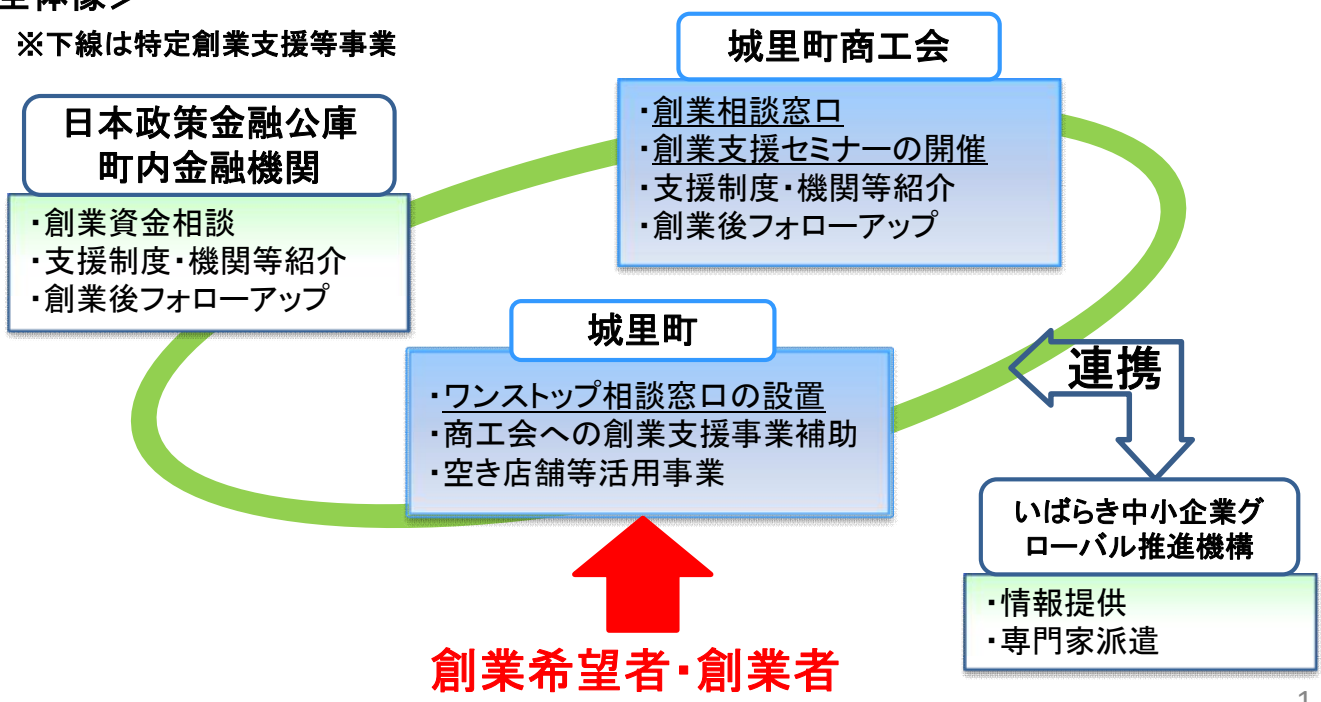 全体像＞
※下線は特定創業支援等事業
城里町商工会
・創業相談窓口
・創業支援セミナーの開催
・支援制度・機関等紹介
・創業後フォローアップ
日本政策金融公庫
町内金融機関
・創業資金相談
・支援制度・機関等紹介
・創業後フォローアップ
城里町
・ワンストップ相談窓口の設置
・商工会への創業支援事業補助
・空き店舗等活用事業
連携
いばらき中小企業グ
ローバル推進機構
・情報提供
・専門家派遣
創業希望者・創業者
1